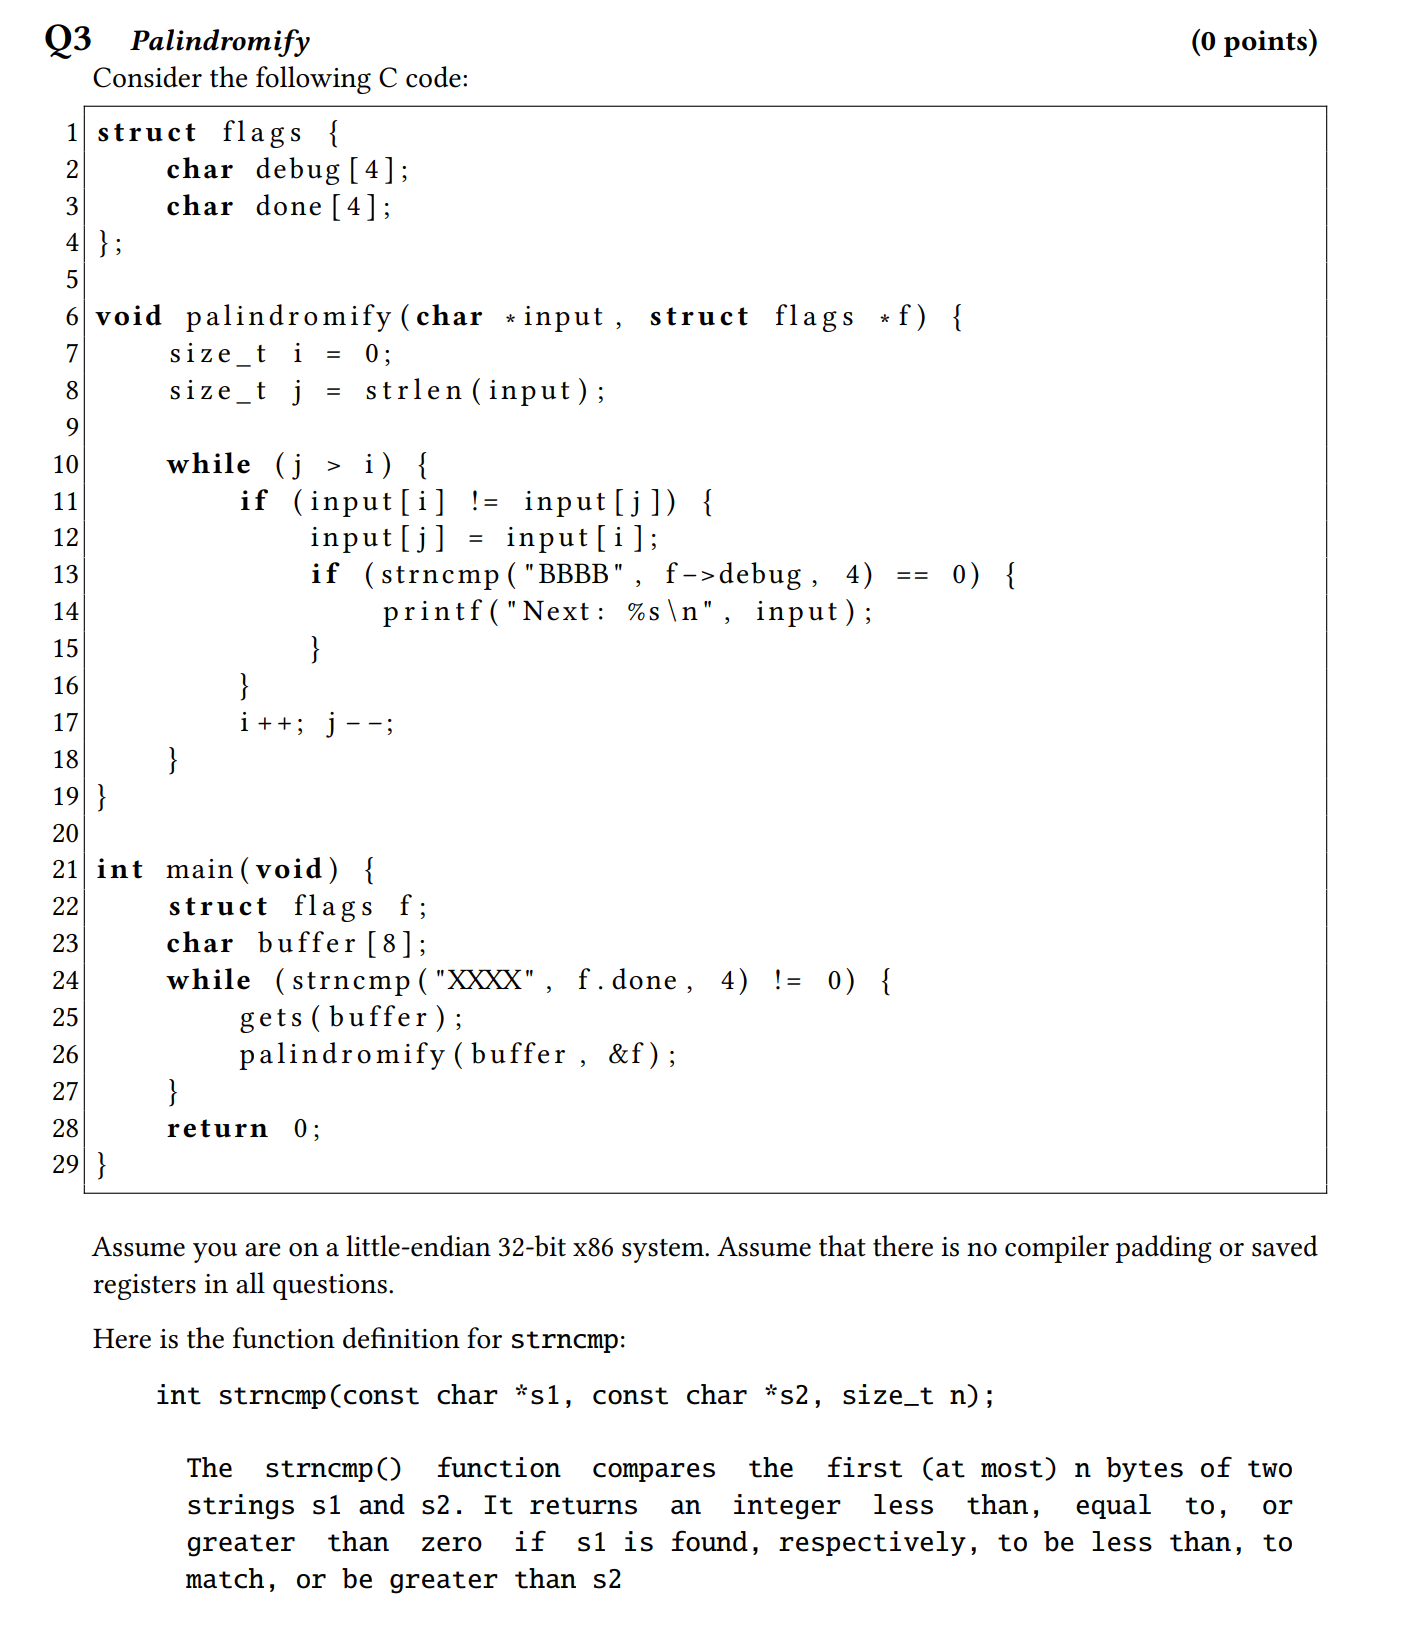 Q3 Palindromify (0 points)
Consider the following C code:
1 struct flags {
2     char debug[4];
3     char done[4];
4 };
5
6 void palindromify(char *input, struct flags *f) {
7     size_t i = 0;
8     size_t j = strlen(input);
9
10     while (j > i) {
11         if (input[i] != input[j]) {
12             input[j] = input[i];
13             if (strncmp("BBBB", f->debug, 4) == 0) {
14                 printf("Next: %s\n", input);
15             }
16         }
17         i++; j--;
18     }
19 }
20
21 int main(void) {
22     struct flags f;
23     char buffer[8];
24     while (strncmp("XXXX", f.done, 4) != 0) {
25         gets(buffer);
26         palindromify(buffer, &f);
27     }
28     return 0;
29 }
Assume you are on a little-endian 32-bit x86 system. Assume that there is no compiler padding or saved
registers in all questions.
Here is the function definition for strncmp:
int strncmp(const char *s1, const char *s2, size_t n);
The strncmp() function compares the first (at most) n bytes of two
strings s1 and s2. It returns an integer less than, equal to, or
greater than zero if s1 is found, respectively, to be less than, to
match, or be greater than s2